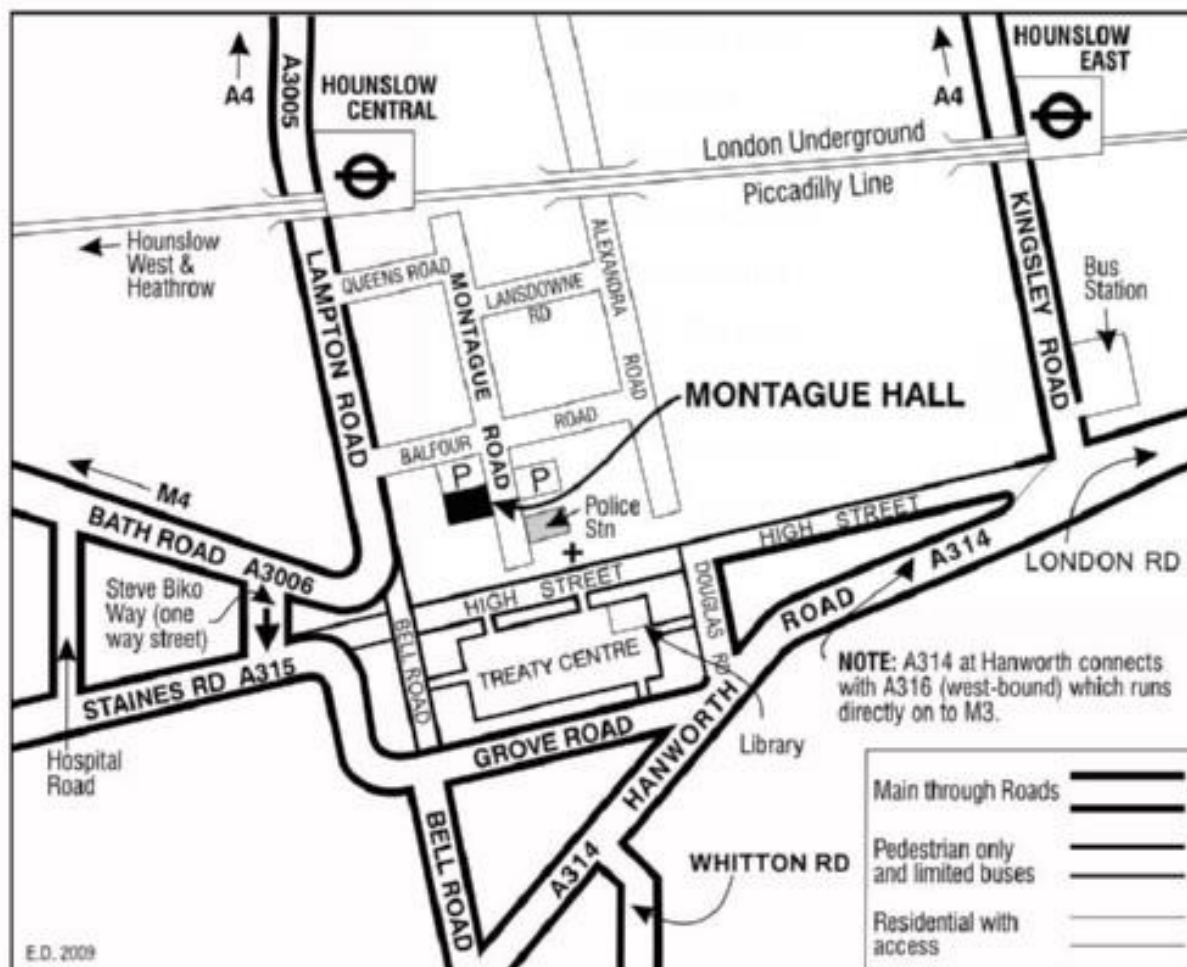 A4
A3005
HOUNSLOW
CENTRAL
A4
HOUNSLOW
EAST
London Underground
Piccadilly Line
Hounslow
West &
Heathrow
LAMPTON ROAD
QUEENS ROAD
MONTAGUE ROAD
LANSDOWNE
RD
ALEXANDRA ROAD
KINGSLEY ROAD
Bus
Station
MONTAGUE HALL
BALFOUR ROAD
P
P
Police
Stn
M4
BATH ROAD A3006
HIGH STREET
A314
LONDON RD
Steve Biko
Way (one
way street)
HIGH STREET
DOUGLAS RD
ROAD
BELL ROAD
TREATY CENTRE
STAINES RD A315
NOTE: A314 at Hanworth connects
with A316 (west-bound) which runs
directly on to M3.
GROVE ROAD
HANWORTH
Library
Hospital
Road
BELL ROAD
A314
WHITTON RD
Main through Roads
Pedestrian only
and limited buses
Residential with
access
E.D. 2009